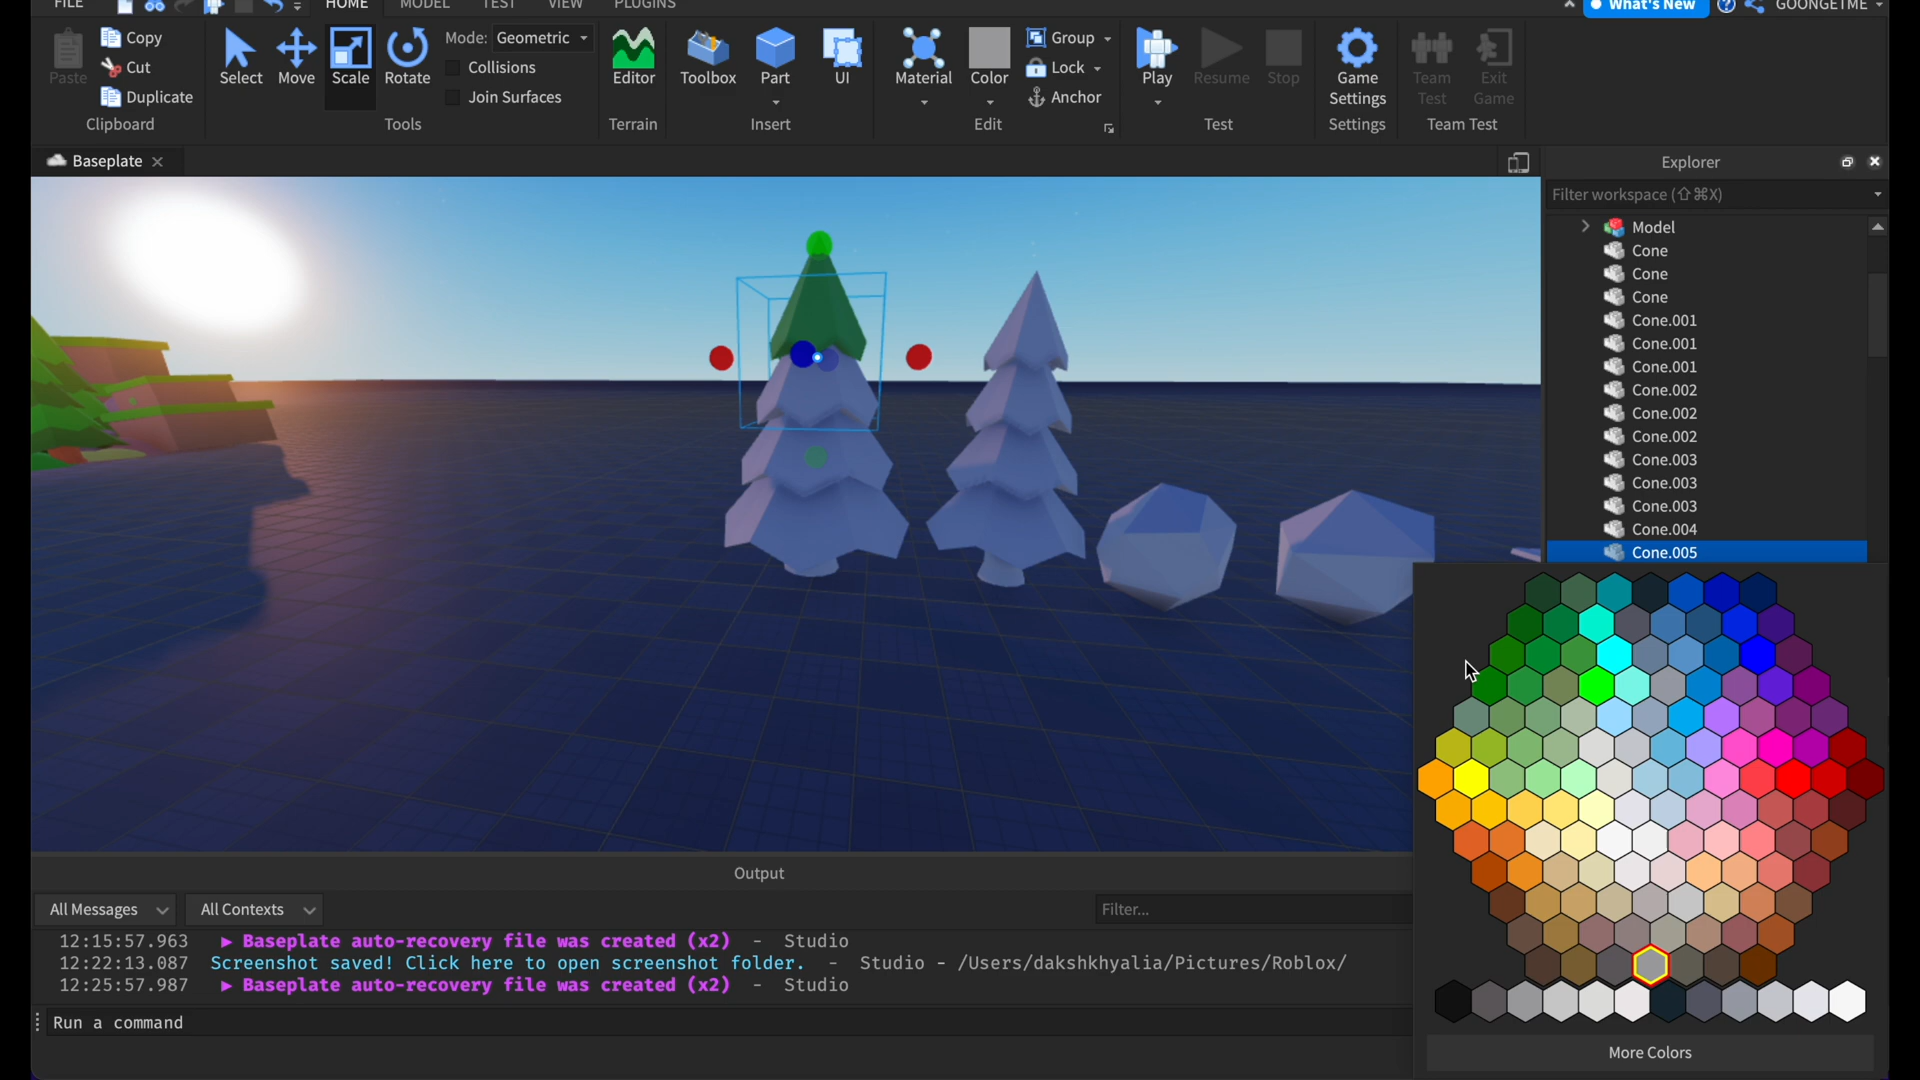 FILE HOME MODEL TEST VIEW PLUGINS What's New GOONGETME
Copy
Cut
Duplicate
Paste
Clipboard
Select Move Scale Rotate
Mode: Geometric
Collisions
Join Surfaces
Tools
Editor
Terrain
Toolbox Part UI
Insert
Material Color
Group
Lock
Anchor
Edit
Play Resume Stop
Test
Game
Settings
Settings
Team
Test
Exit
Game
Team Test
Baseplate
Explorer
Filter workspace (⇧⌘X)
Model
Cone
Cone
Cone
Cone.001
Cone.001
Cone.001
Cone.002
Cone.002
Cone.002
Cone.003
Cone.003
Cone.003
Cone.004
Cone.005
More Colors
Output
All Messages All Contexts Filter...
12:15:57.963 ▶ Baseplate auto-recovery file was created (x2) - Studio
12:22:13.087 Screenshot saved! Click here to open screenshot folder. - Studio - /Users/dakshkhyalia/Pictures/Roblox/
12:25:57.987 ▶ Baseplate auto-recovery file was created (x2) - Studio
Run a command